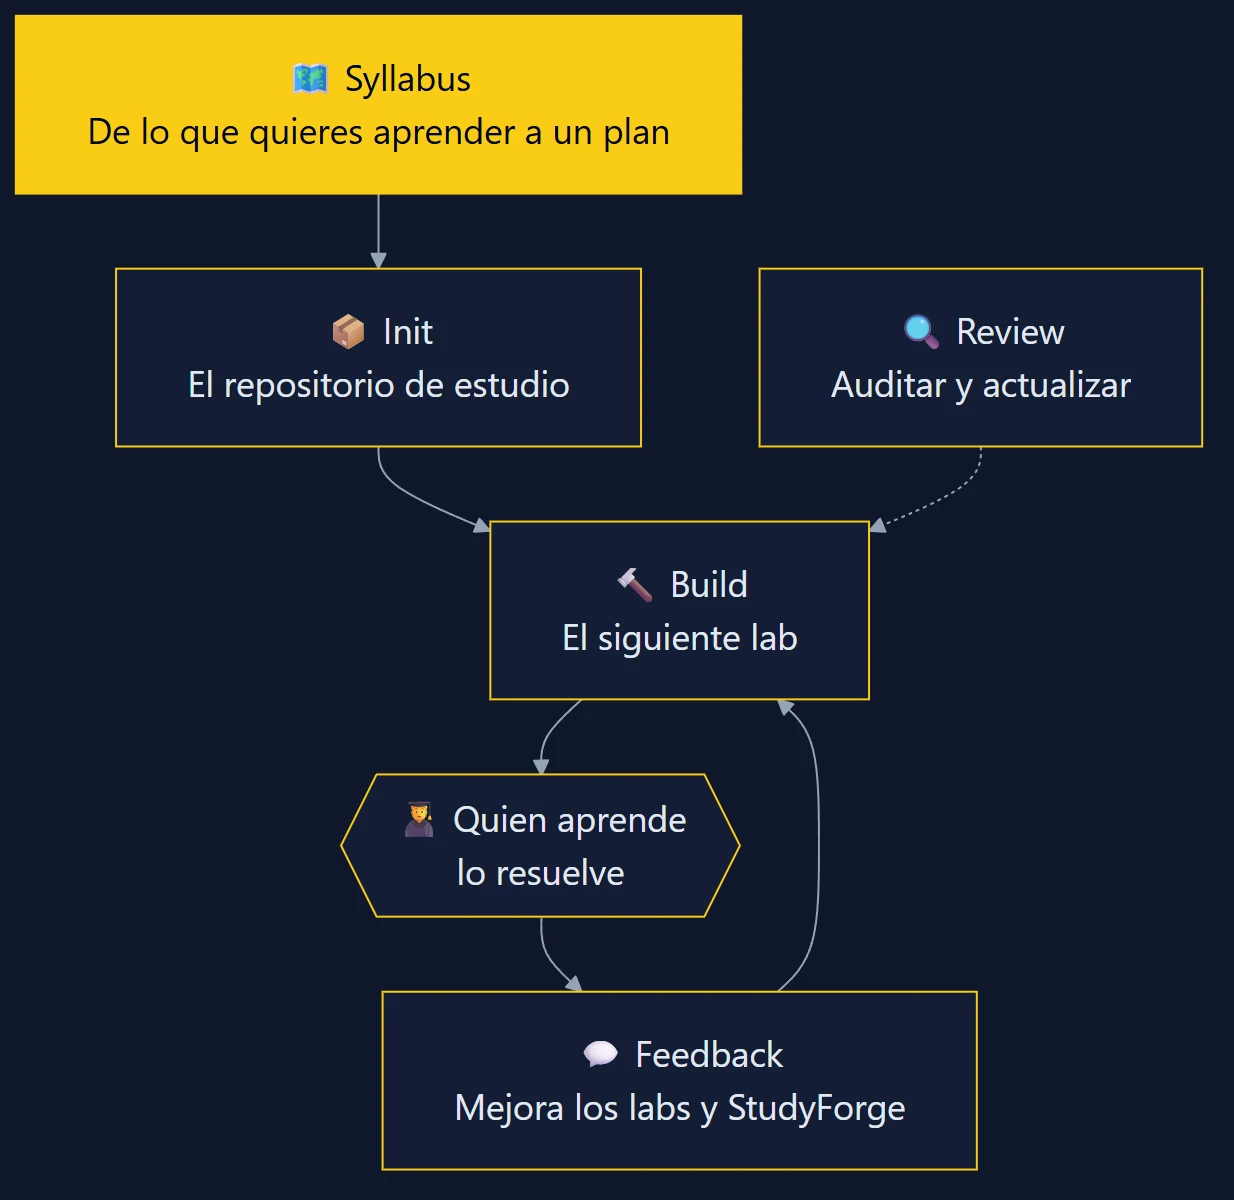 Syllabus
De lo que quieres aprender a un plan
Init
El repositorio de estudio
Review
Auditar y actualizar
Build
El siguiente lab
Quien aprende
lo resuelve
Feedback
Mejora los labs y StudyForge